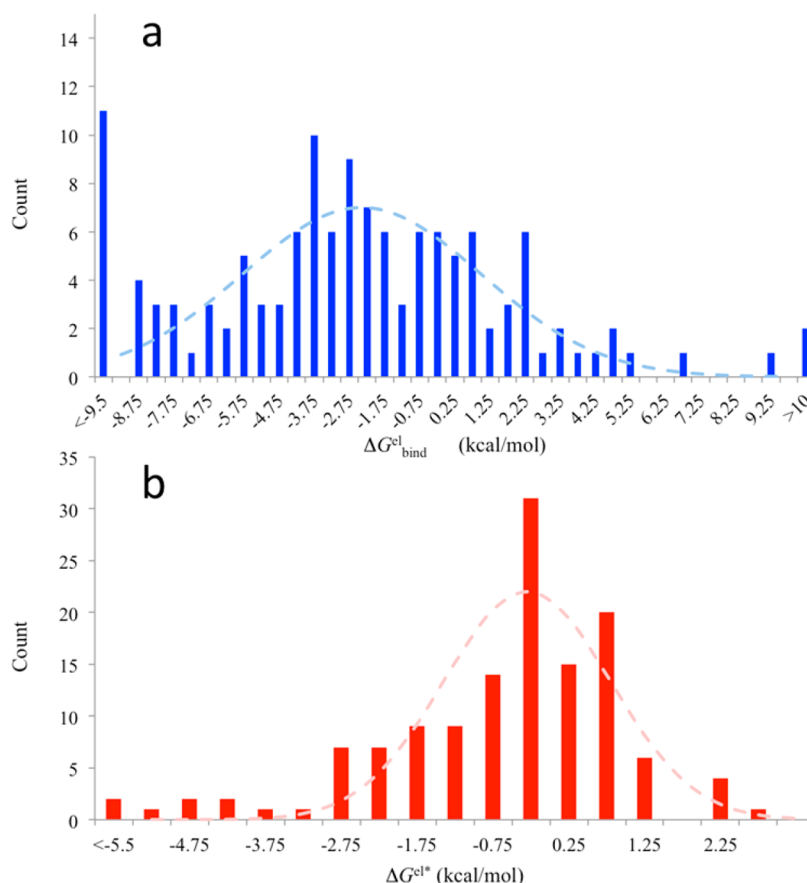 a
14
12
10
8
6
4
2
0
Count
<-9.5 -8.75 -7.75 -6.75 -5.75 -4.75 -3.75 -2.75 -1.75 -0.75 0.25 1.25 2.25 3.25 4.25 5.25 6.25 7.25 8.25 9.25 >10
ΔG^el_bind (kcal/mol)
b
35
30
25
20
15
10
5
0
Count
<-5.5 -4.75 -3.75 -2.75 -1.75 -0.75 0.25 1.25 2.25
ΔG^el* (kcal/mol)